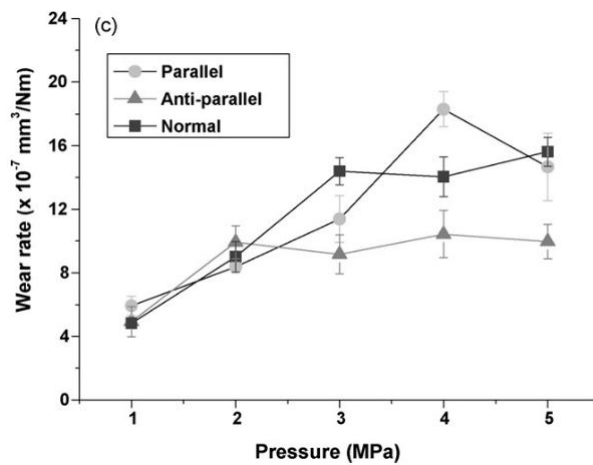 (c)
24
20
16
12
8
4
0
Parallel
Anti-parallel
Normal
Wear rate (x 10⁻⁷ mm³/Nm)
1 2 3 4 5
Pressure (MPa)